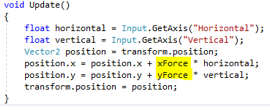 void Update()
{
float horizontal = Input.GetAxis("Horizontal");
float vertical = Input.GetAxis("Vertical");
Vector2 position = transform.position;
position.x = position.x + xForce * horizontal;
position.y = position.y + yForce * vertical;
transform.position = position;
}